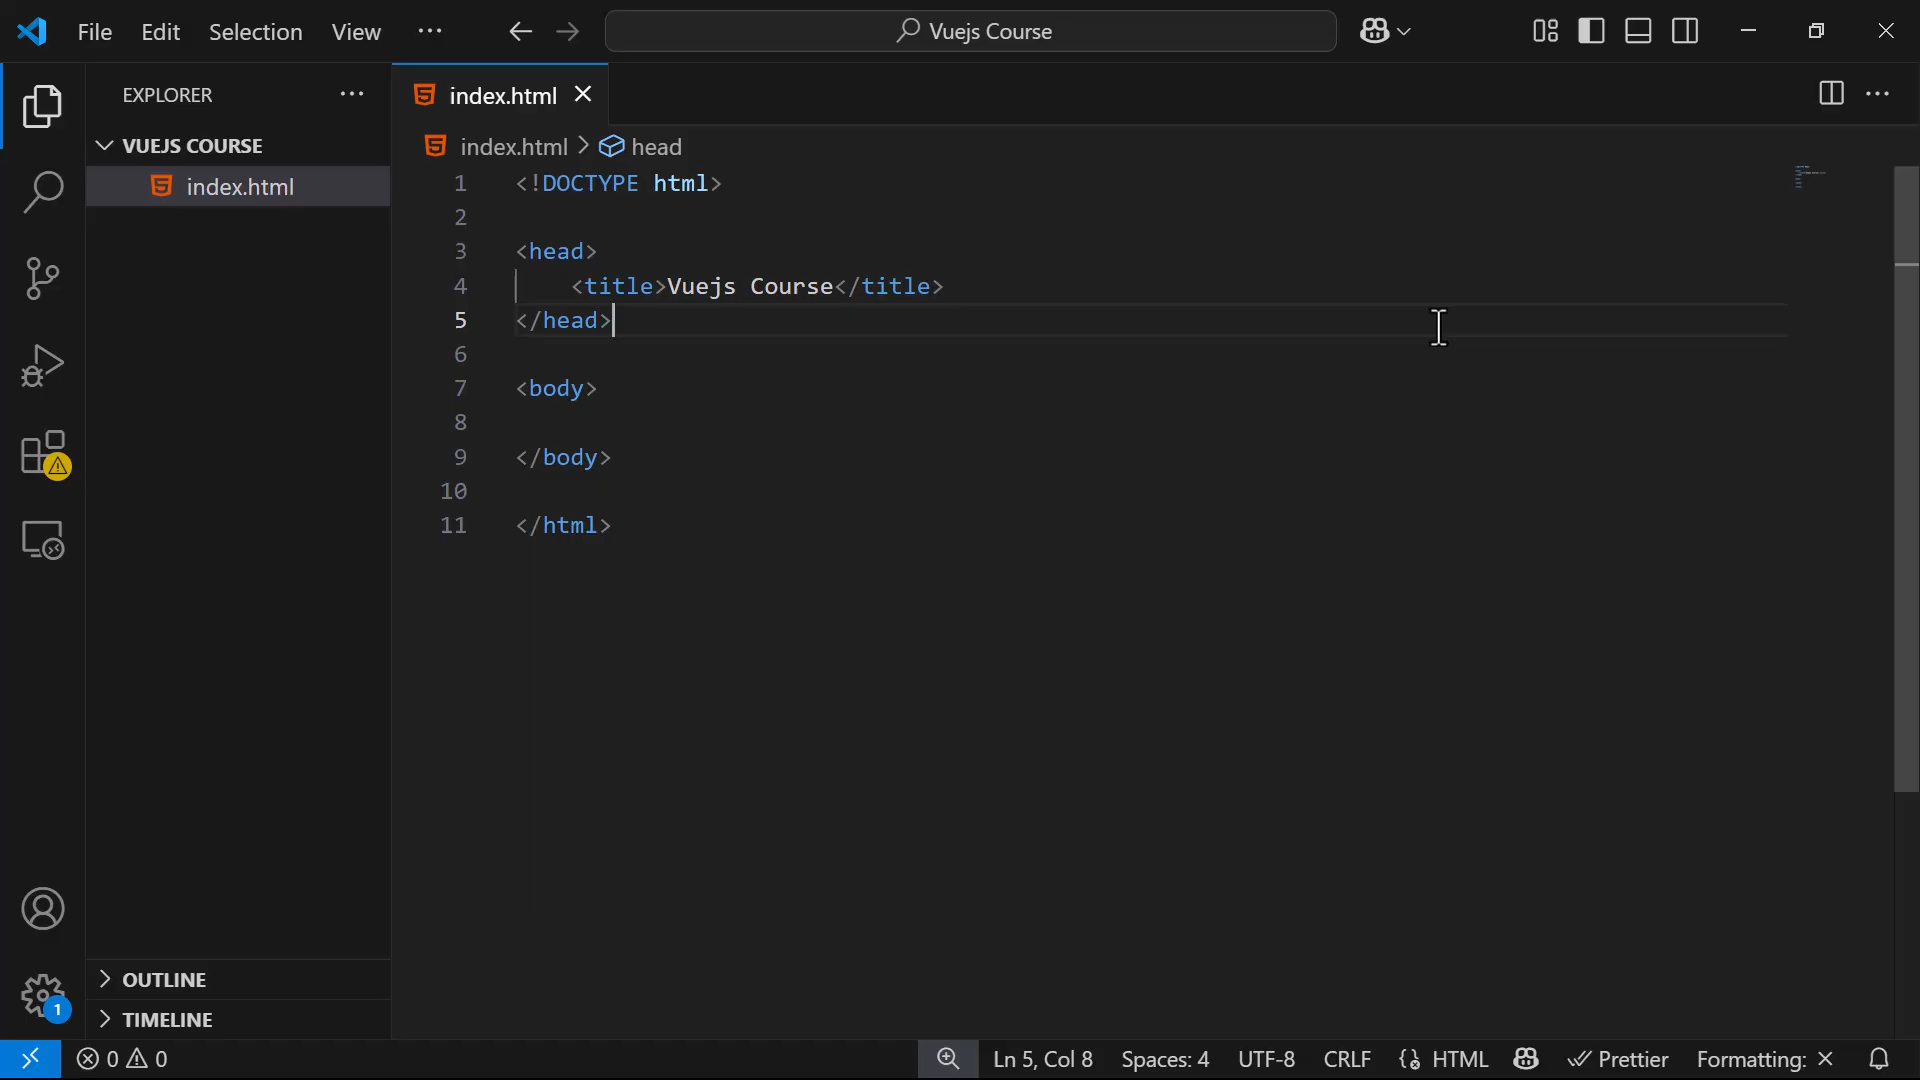 File Edit Selection View ··· Vuejs Course
EXPLORER ···
VUEJS COURSE
index.html
index.html
index.html > head
1 <!DOCTYPE html>
2
3 <head>
4 <title>Vuejs Course</title>
5 </head>
6
7 <body>
8
9 </body>
10
11 </html>
OUTLINE
1
TIMELINE
0 0 Ln 5, Col 8 Spaces: 4 UTF-8 CRLF HTML Prettier Formatting: ×